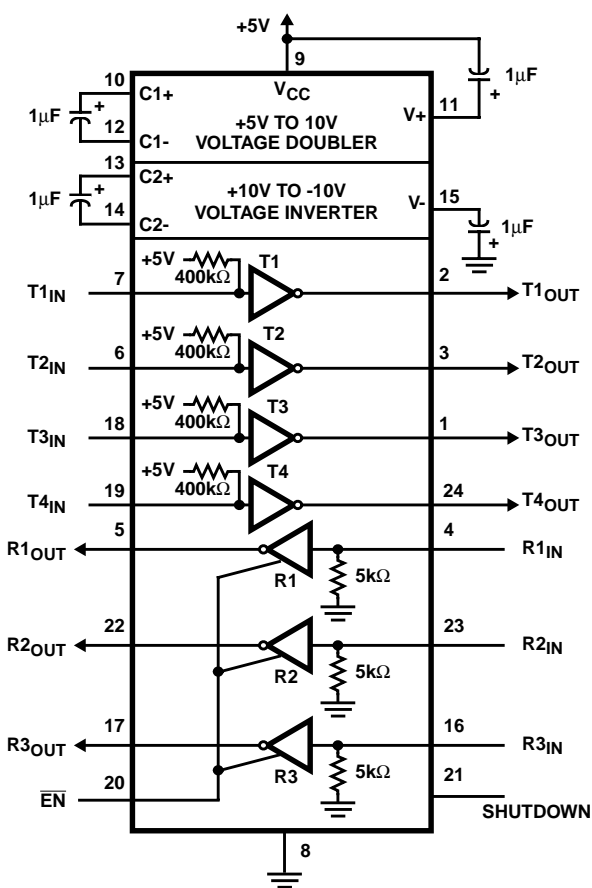 +5V
9
10
C1+
VCC
1μF
+
1μF
+
+5V TO 10V
VOLTAGE DOUBLER
V+
11
12
C1-
13
C2+
1μF
+
+10V TO -10V
VOLTAGE INVERTER
V-
15
14
C2-
1μF
+
+5V
400kΩ
T1
T1IN
7
2
T1OUT
+5V
400kΩ
T2
T2IN
6
3
T2OUT
+5V
400kΩ
T3
T3IN
18
1
T3OUT
+5V
400kΩ
T4
T4IN
19
24
T4OUT
R1OUT
5
4
R1IN
R1
5kΩ
R2OUT
22
23
R2IN
R2
5kΩ
R3OUT
17
16
R3IN
R3
5kΩ
EN
20
21
SHUTDOWN
8